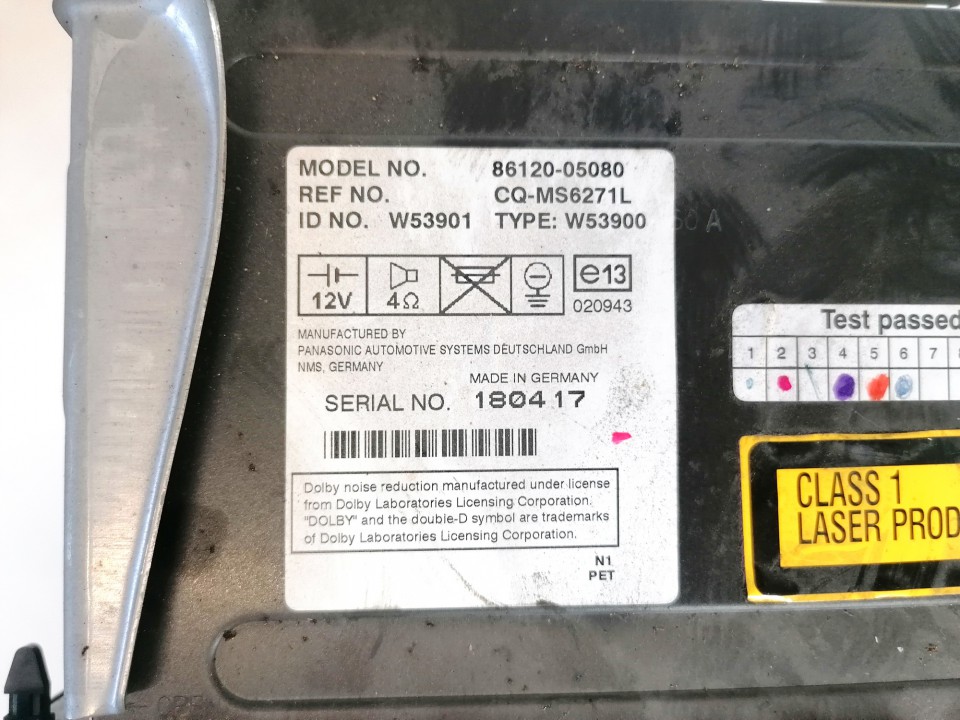 MODEL NO. 86120-05080
REF NO. CQ-MS6271L
ID NO. W53901 TYPE: W53900
50 A
12V 4Ω e13
020943
MANUFACTURED BY
PANASONIC AUTOMOTIVE SYSTEMS DEUTSCHLAND GmbH
NMS, GERMANY
MADE IN GERMANY
SERIAL NO. 180417
Dolby noise reduction manufactured under license
from Dolby Laboratories Licensing Corporation.
"DOLBY" and the double-D symbol are trademarks
of Dolby Laboratories Licensing Corporation.
N1
PET
Test passed
1 2 3 4 5 6 7 8
CLASS 1
LASER PROD